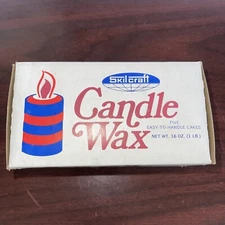 Skilcraft
Candle
Wax
FIVE
EASY-TO-HANDLE CAKES
NET WT. 16 OZ. (1 LB.)